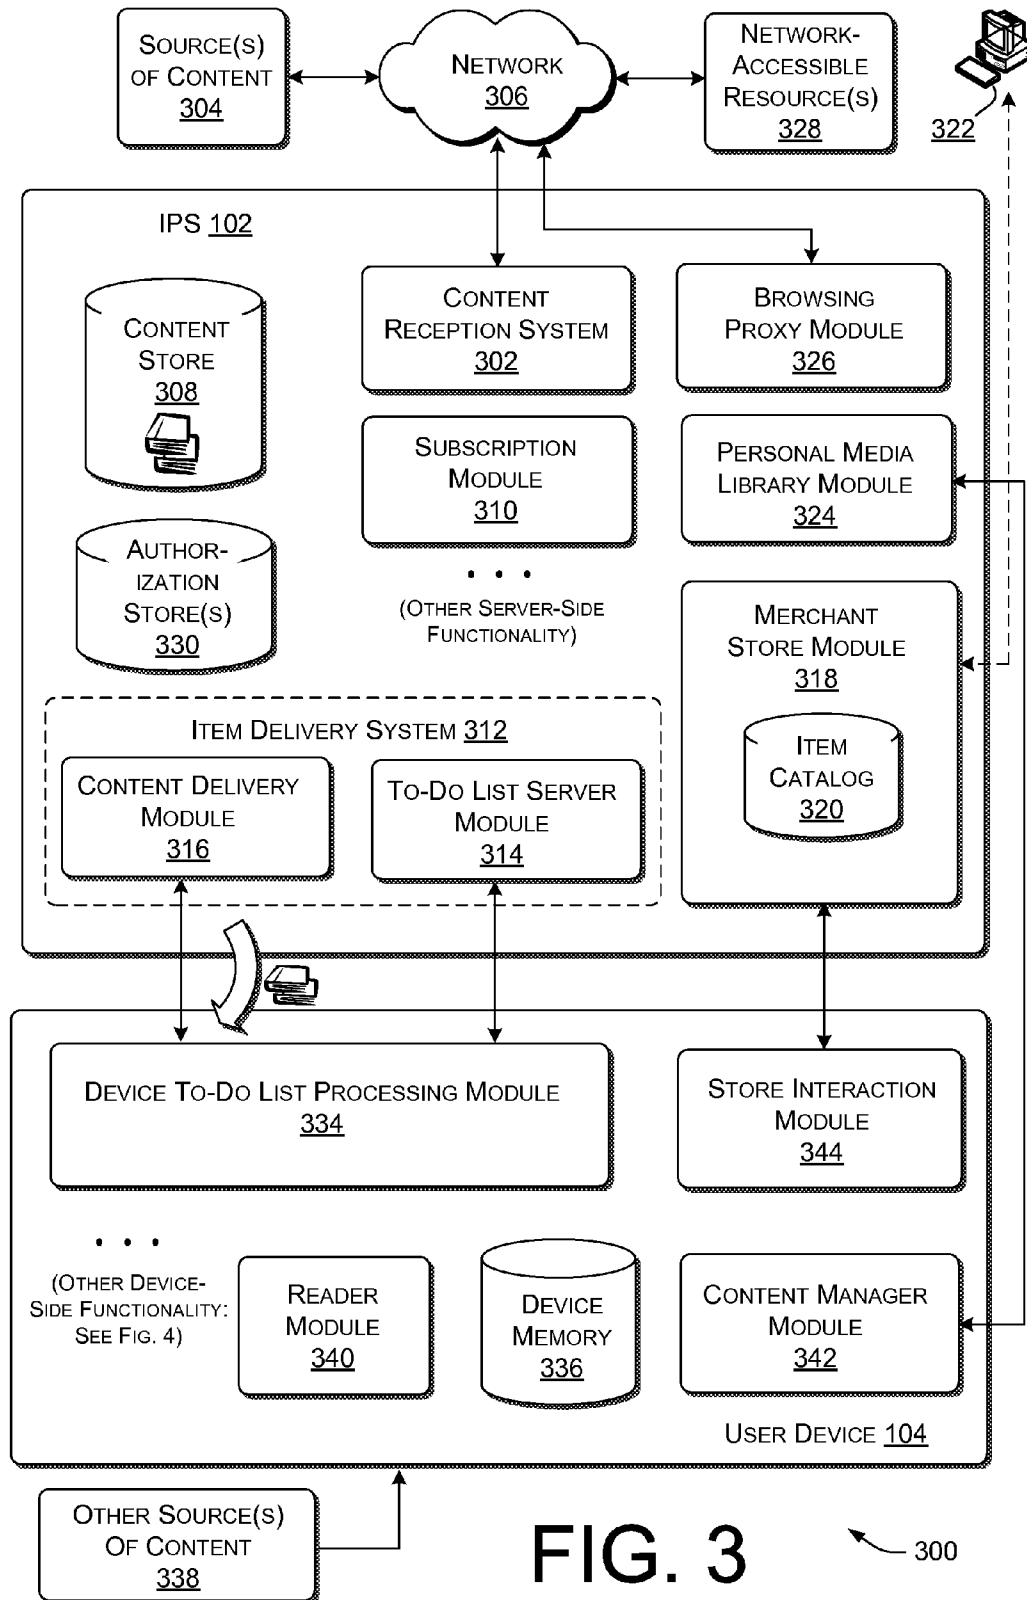 SOURCE(S)
OF CONTENT
304
NETWORK
306
NETWORK-
ACCESSIBLE
RESOURCE(S)
328
322
IPS 102
CONTENT
STORE
308
CONTENT
RECEPTION SYSTEM
302
BROWSING
PROXY MODULE
326
SUBSCRIPTION
MODULE
310
PERSONAL MEDIA
LIBRARY MODULE
324
AUTHOR-
IZATION
STORE(S)
330
• • •
(OTHER SERVER-SIDE
FUNCTIONALITY)
MERCHANT
STORE MODULE
318
ITEM
CATALOG
320
ITEM DELIVERY SYSTEM 312
CONTENT DELIVERY
MODULE
316
TO-DO LIST SERVER
MODULE
314
DEVICE TO-DO LIST PROCESSING MODULE
334
STORE INTERACTION
MODULE
344
• • •
(OTHER DEVICE-
SIDE FUNCTIONALITY:
SEE FIG. 4)
READER
MODULE
340
DEVICE
MEMORY
336
CONTENT MANAGER
MODULE
342
USER DEVICE 104
OTHER SOURCE(S)
OF CONTENT
338
FIG. 3
300